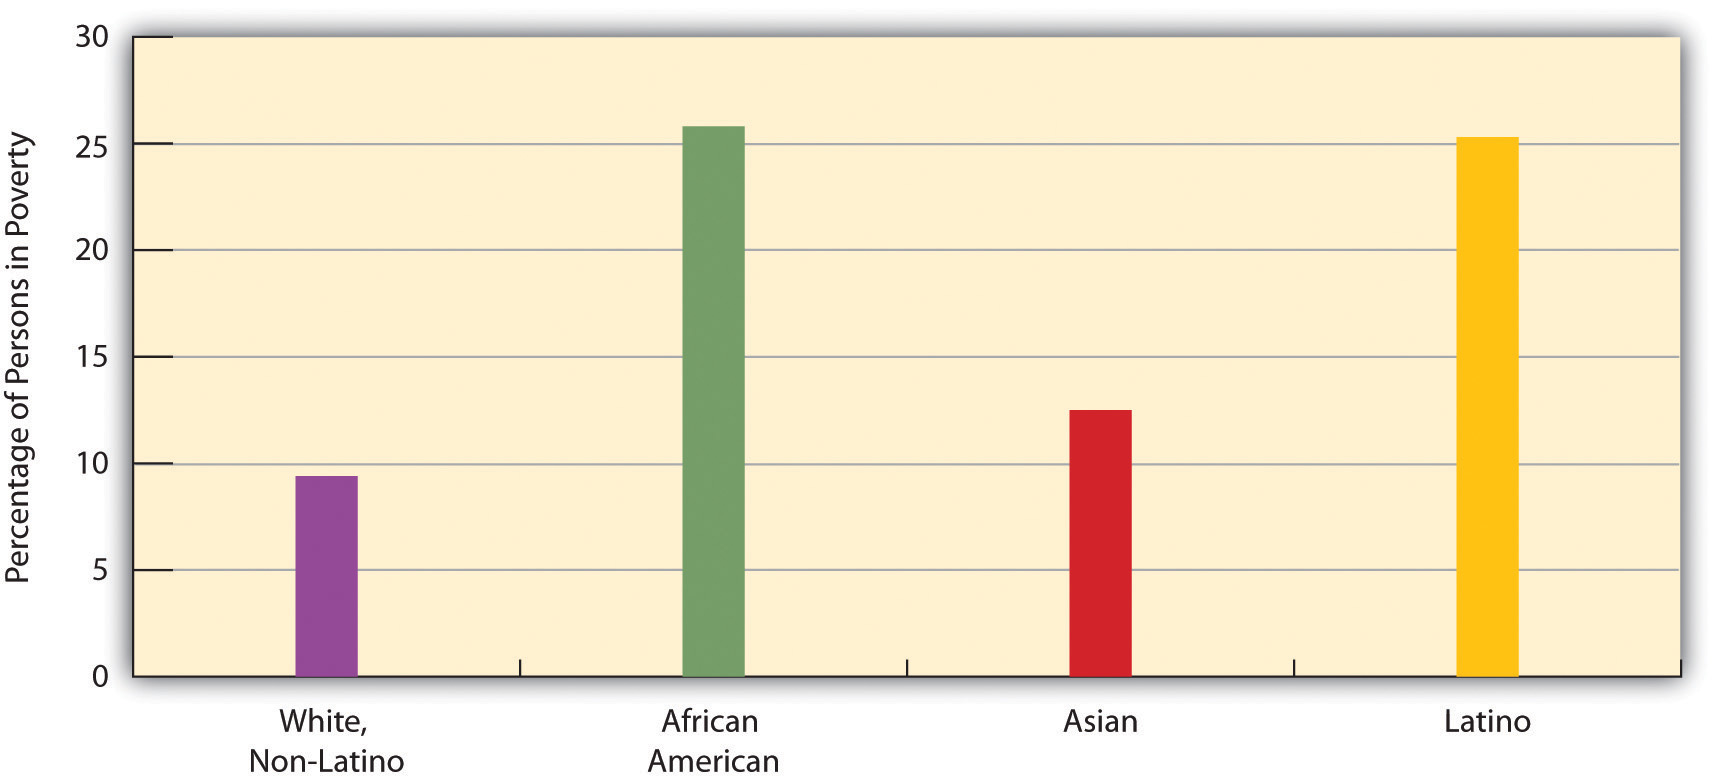 Percentage of Persons in Poverty
30
25
20
15
10
5
0
White,
Non-Latino
African
American
Asian
Latino